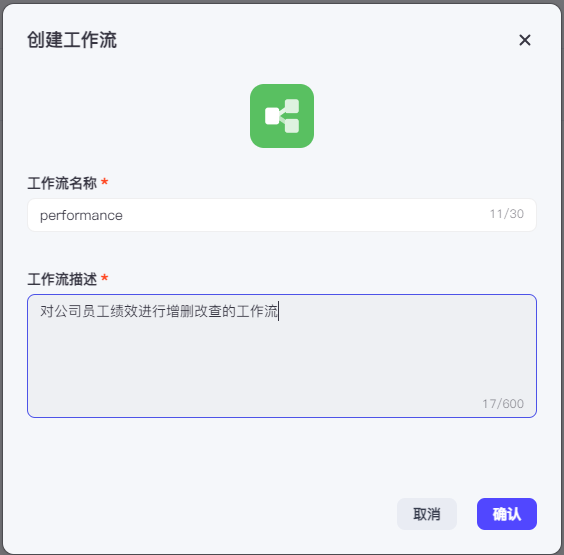 创建工作流
工作流名称 *
performance 11/30
工作流描述 *
对公司员工绩效进行增删改查的工作流
17/600
取消 确认